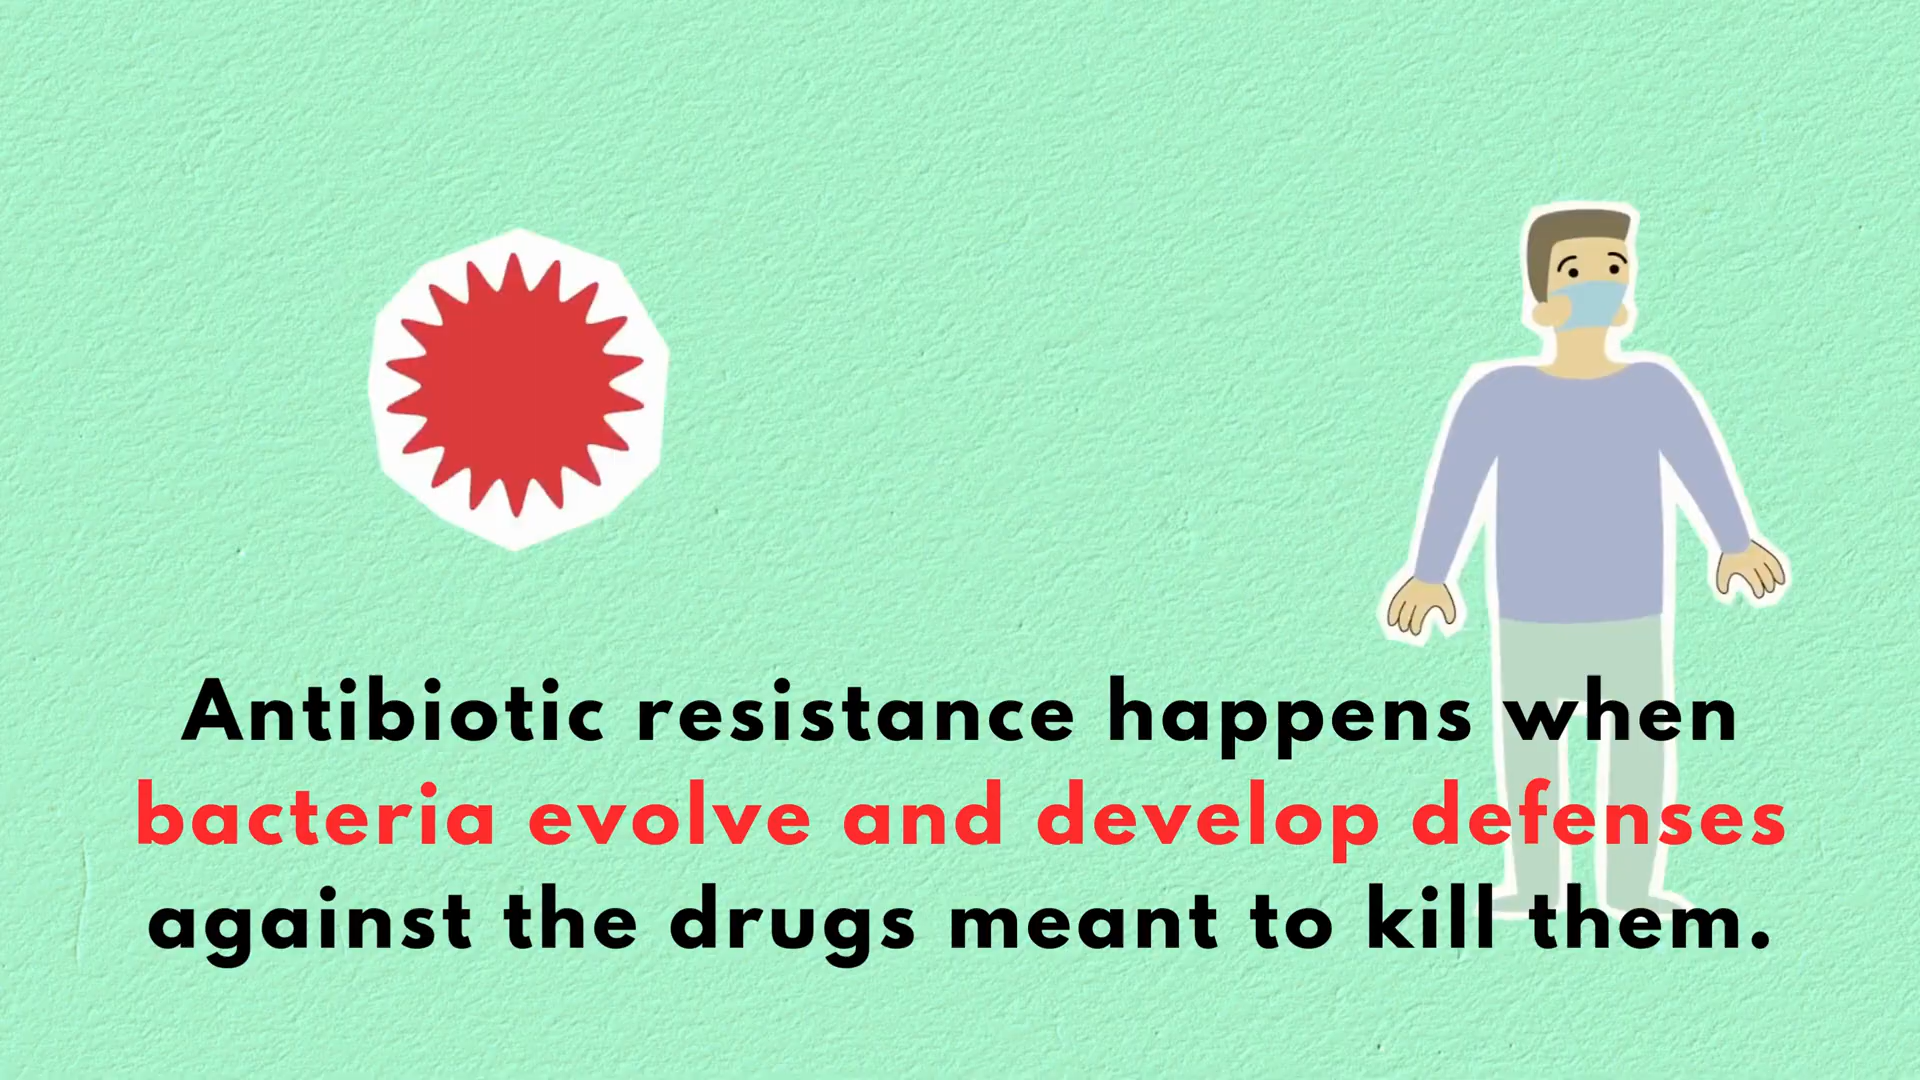 Antibiotic resistance happens when
bacteria evolve and develop defenses
against the drugs meant to kill them.